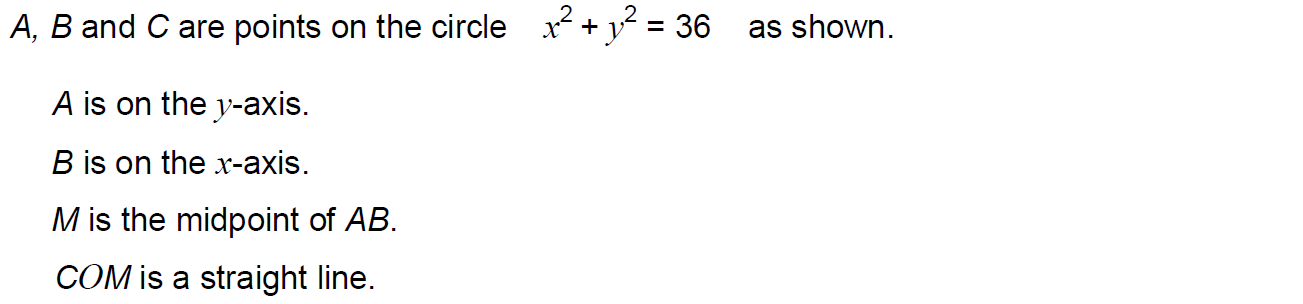 A, B and C are points on the circle x² + y² = 36 as shown.
A is on the y-axis.
B is on the x-axis.
M is the midpoint of AB.
COM is a straight line.